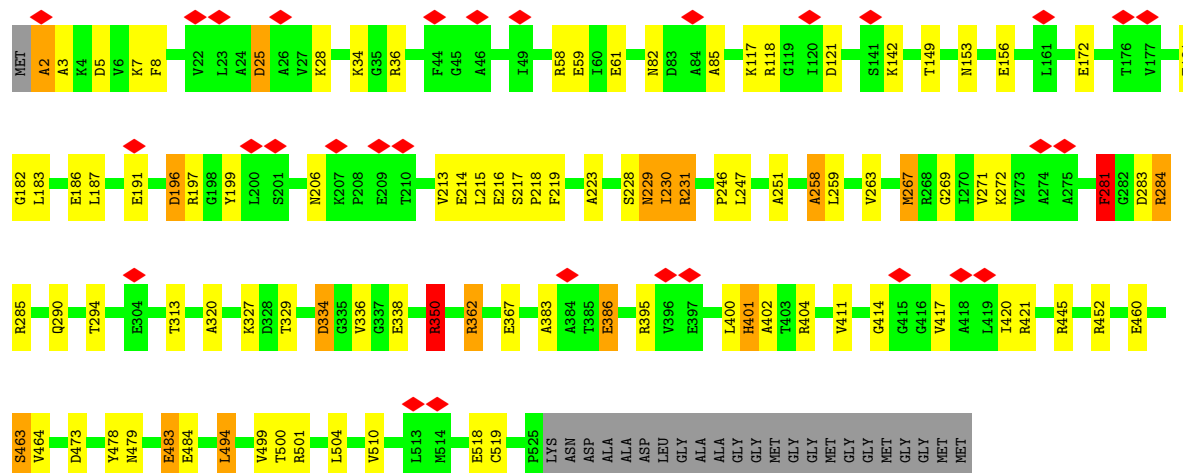 MET A2 A3 K4 D5 V6 K7 F8 V22 L23 A24 D25 A26 V27 K28 K34 G35 R36 F44 G45 A46 I49 R58 E59 I60 E61 N82 D83 A84 A85 K117 R118 G119 I120 D121 S141 K142 T149 N153 E156 L161 E172 T176 V177
G182 L183 E186 L187 E191 D196 R197 G198 Y199 L200 S201 N206 K207 P208 E209 T210 V213 E214 L215 E216 S217 P218 F219 A223 S228 N229 I230 R231 P246 L247 A251 A258 L259 V263 M267 R268 G269 I270 V271 K272 V273 A274 A275 F281 G282 D283 R284
R285 Q290 T294 E304 T313 A320 K327 D328 T329 D334 G335 V336 G337 E338 R350 R362 E367 A383 A384 T385 E386 R395 V396 E397 L400 H401 A402 T403 R404 V411 G414 G415 G416 V417 A418 L419 I420 R421 R445 R452 E460
S463 V464 D473 Y478 N479 E483 E484 L494 V499 T500 R501 L504 V510 L513 M514 E518 C519 P525 LYS ASN ASP ALA ALA ASP LEU GLY ALA ALA GLY GLY MET GLY GLY MET GLY GLY MET MET